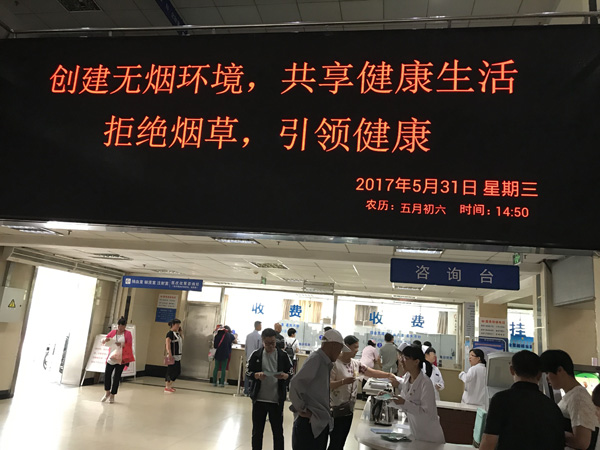 创建无烟环境，共享健康生活
拒绝烟草，引领健康
2017年5月31日 星期三
农历：五月初六 时间：14:50
咨询台
收 费
收 费
挂